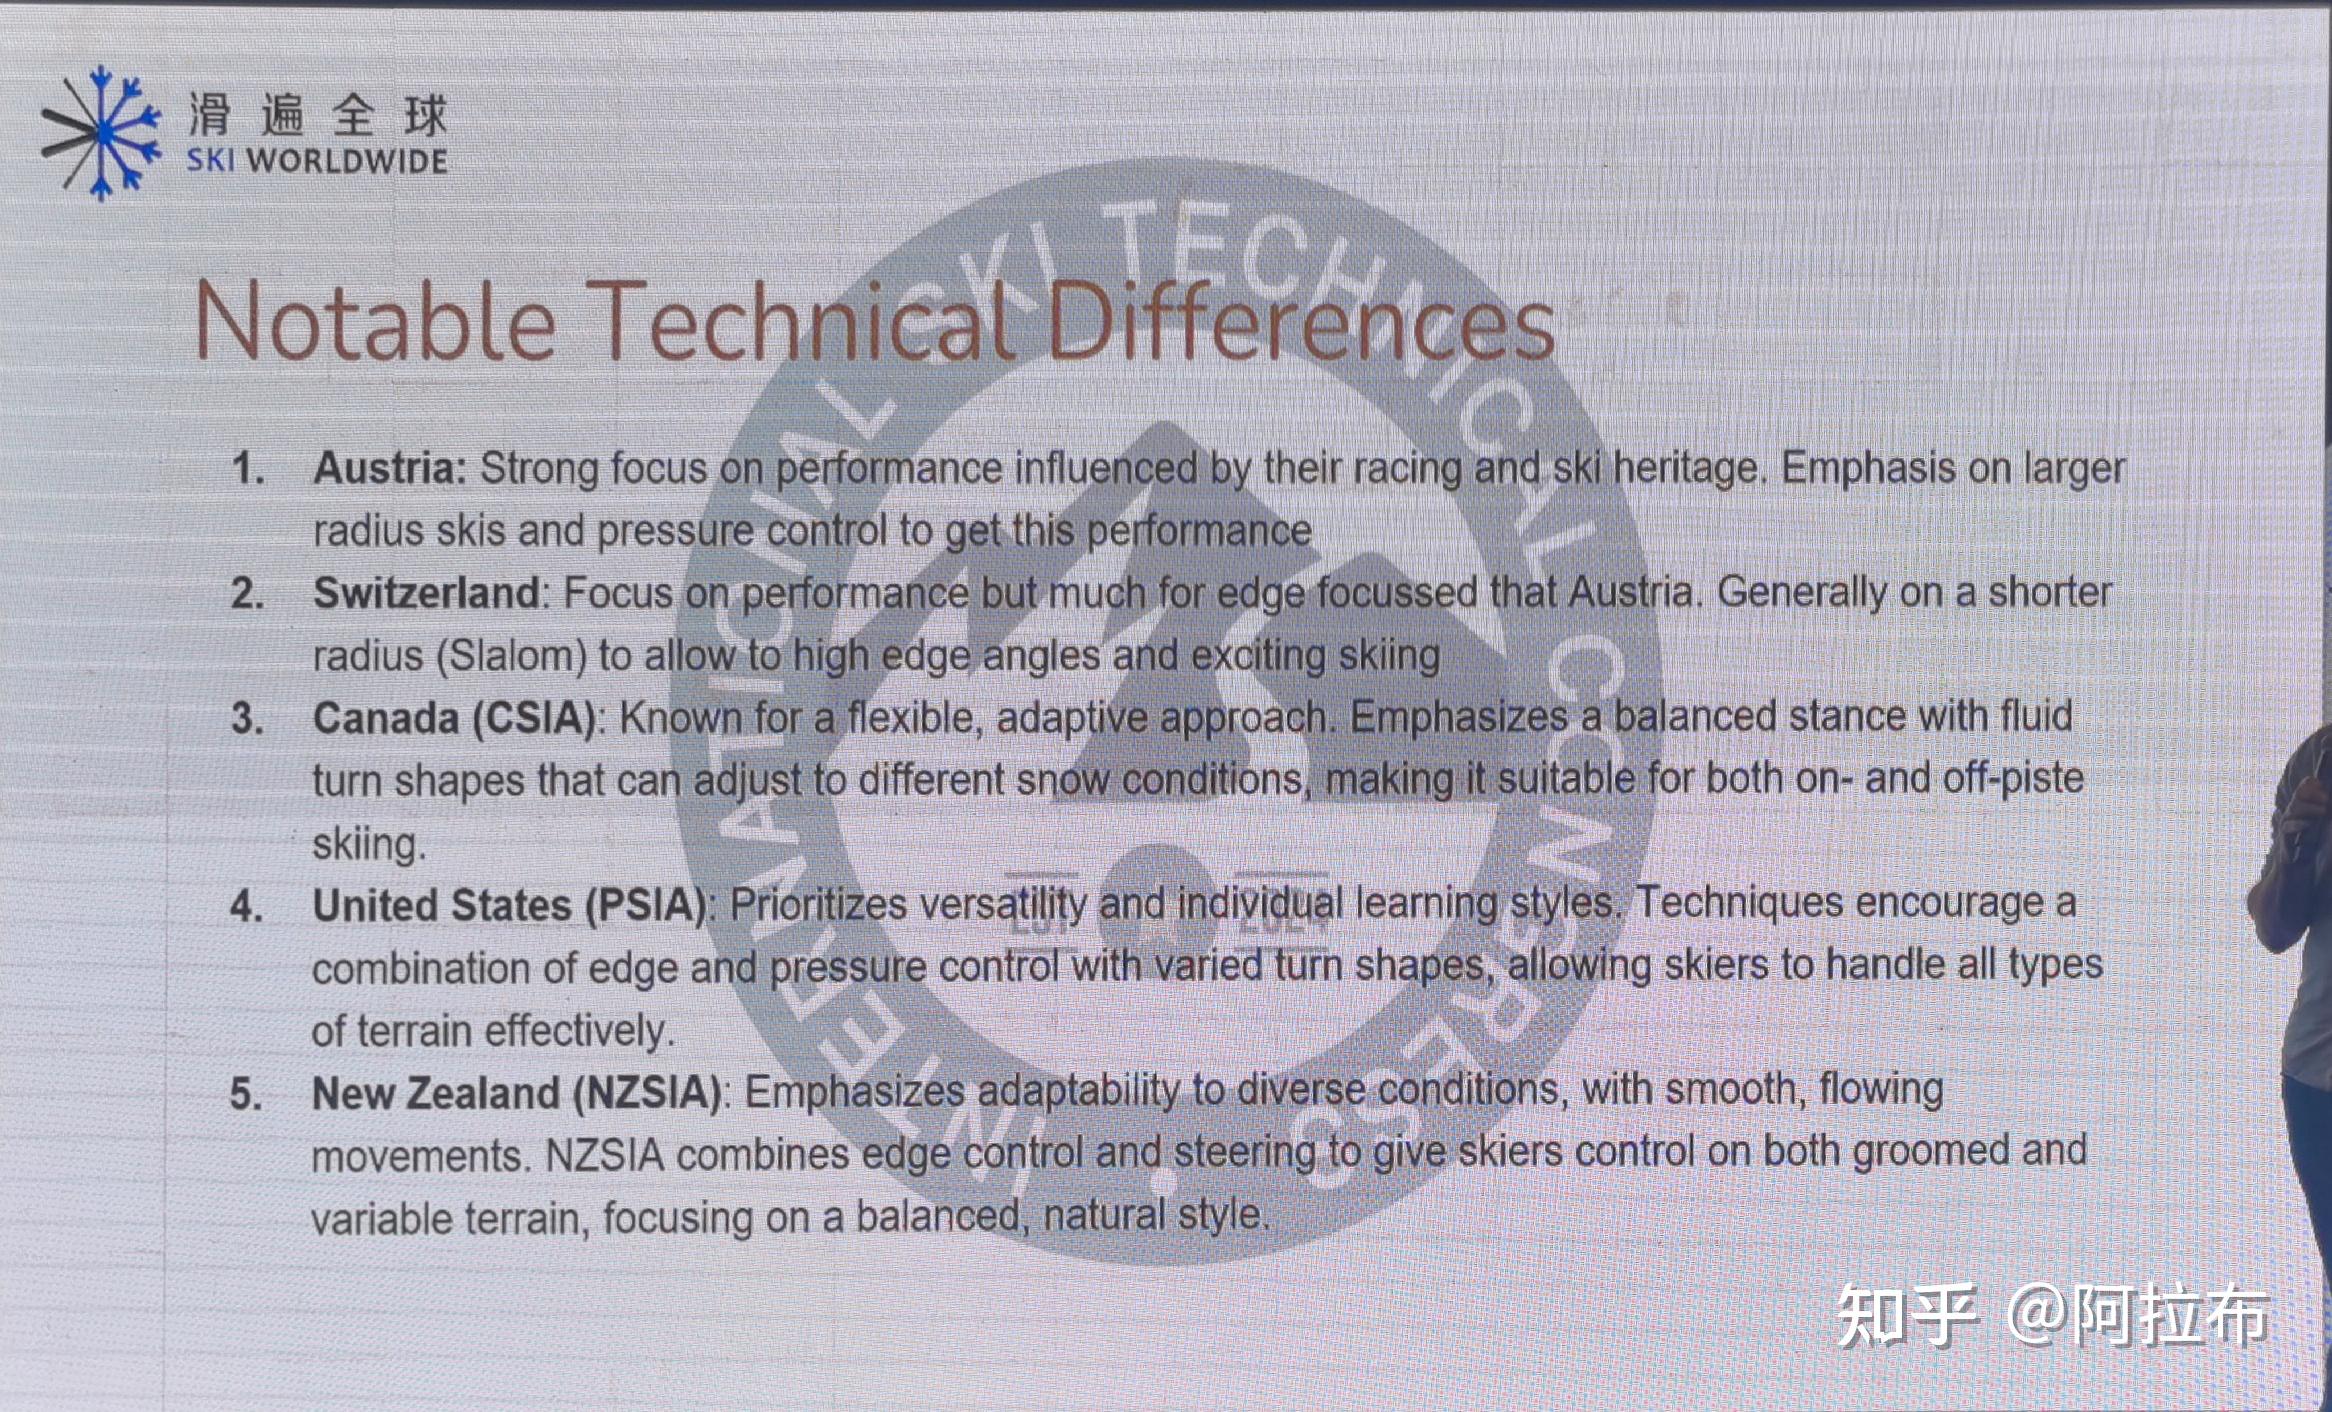 滑遍全球
SKI WORLDWIDE
INTERNATIONAL SKI TECHNICAL CONGRESS
Notable Technical Differences
1. Austria: Strong focus on performance influenced by their racing and ski heritage. Emphasis on larger
radius skis and pressure control to get this performance
2. Switzerland: Focus on performance but much for edge focussed that Austria. Generally on a shorter
radius (Slalom) to allow to high edge angles and exciting skiing
3. Canada (CSIA): Known for a flexible, adaptive approach. Emphasizes a balanced stance with fluid
turn shapes that can adjust to different snow conditions, making it suitable for both on- and off-piste
skiing.
4. United States (PSIA): Prioritizes versatility and individual learning styles. Techniques encourage a
combination of edge and pressure control with varied turn shapes, allowing skiers to handle all types
of terrain effectively.
EST 2024
5. New Zealand (NZSIA): Emphasizes adaptability to diverse conditions, with smooth, flowing
movements. NZSIA combines edge control and steering to give skiers control on both groomed and
variable terrain, focusing on a balanced, natural style.
知乎 @阿拉布